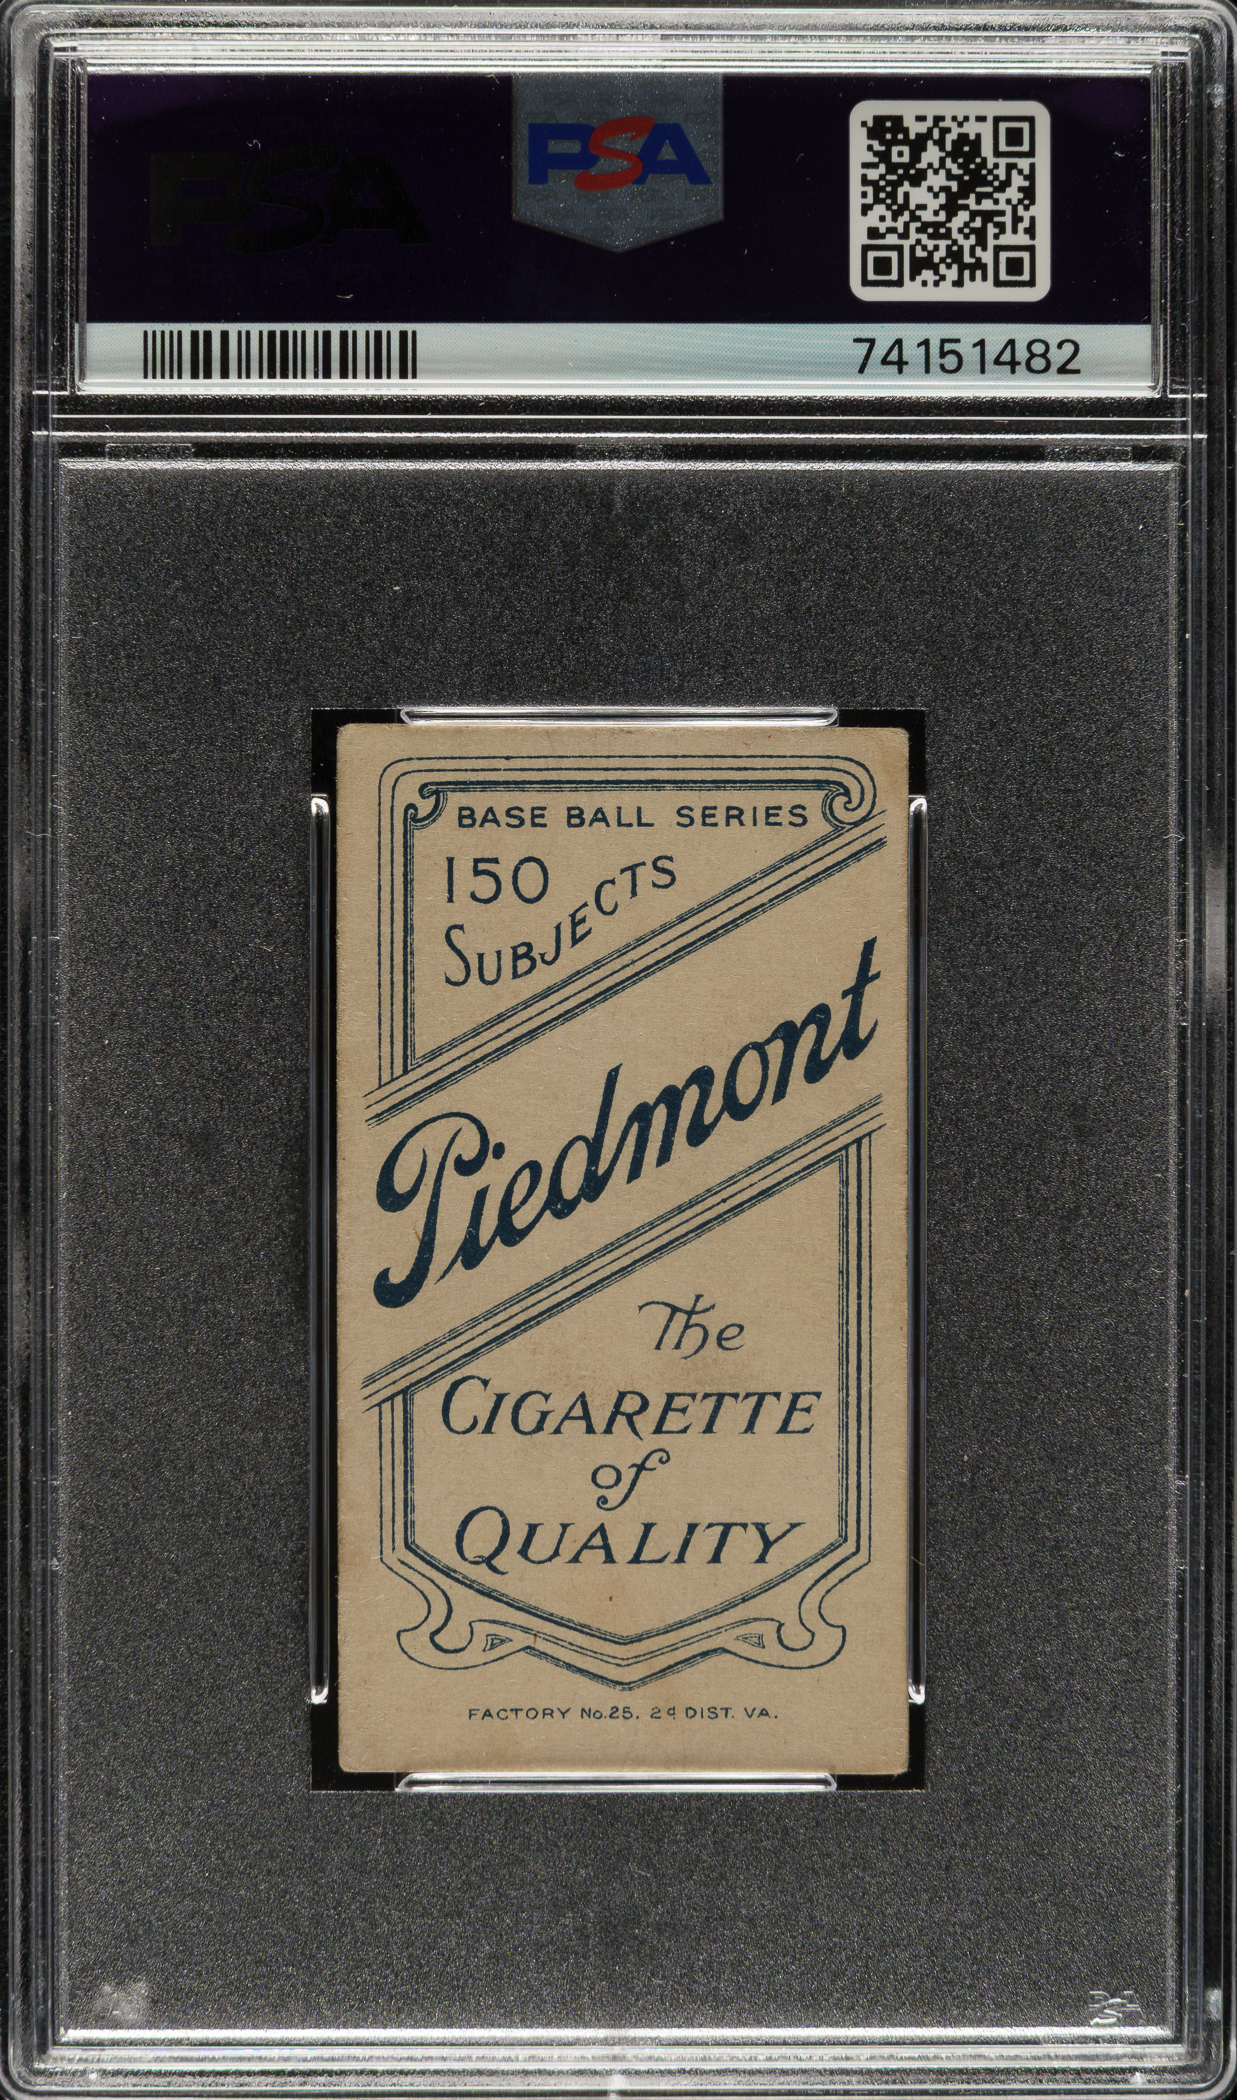 PSA
PSA
74151482
BASE BALL SERIES
150
SUBJECTS
Piedmont
The
CIGARETTE
of
QUALITY
FACTORY No.25. 2d DIST. VA.
PSA